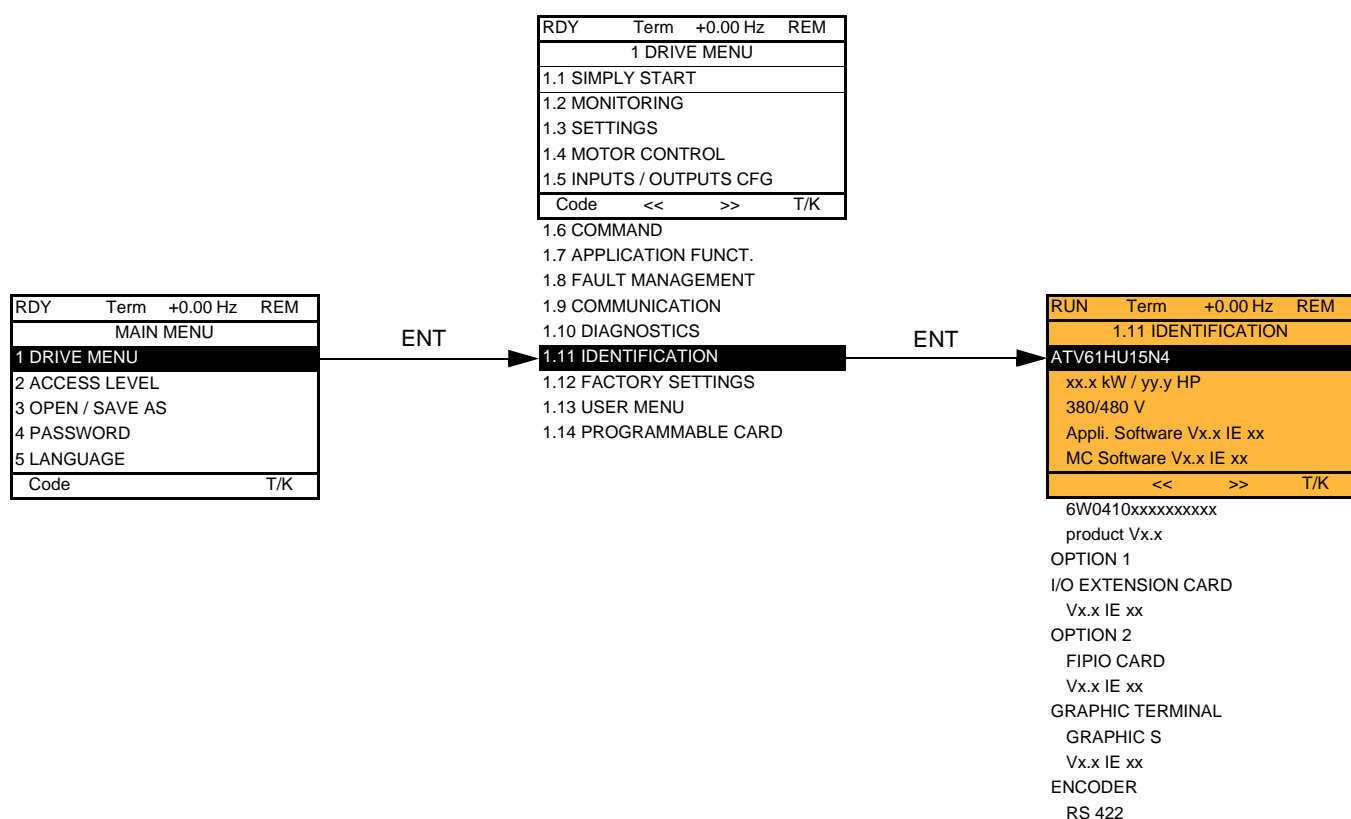 RDY Term +0.00 Hz REM
MAIN MENU
1 DRIVE MENU
2 ACCESS LEVEL
3 OPEN / SAVE AS
4 PASSWORD
5 LANGUAGE
Code T/K
ENT
RDY Term +0.00 Hz REM
1 DRIVE MENU
1.1 SIMPLY START
1.2 MONITORING
1.3 SETTINGS
1.4 MOTOR CONTROL
1.5 INPUTS / OUTPUTS CFG
Code << >> T/K
1.6 COMMAND
1.7 APPLICATION FUNCT.
1.8 FAULT MANAGEMENT
1.9 COMMUNICATION
1.10 DIAGNOSTICS
1.11 IDENTIFICATION
1.12 FACTORY SETTINGS
1.13 USER MENU
1.14 PROGRAMMABLE CARD
ENT
RUN Term +0.00 Hz REM
1.11 IDENTIFICATION
ATV61HU15N4
xx.x kW / yy.y HP
380/480 V
Appli. Software Vx.x IE xx
MC Software Vx.x IE xx
<< >> T/K
6W0410xxxxxxxxxx
product Vx.x
OPTION 1
I/O EXTENSION CARD
Vx.x IE xx
OPTION 2
FIPIO CARD
Vx.x IE xx
GRAPHIC TERMINAL
GRAPHIC S
Vx.x IE xx
ENCODER
RS 422